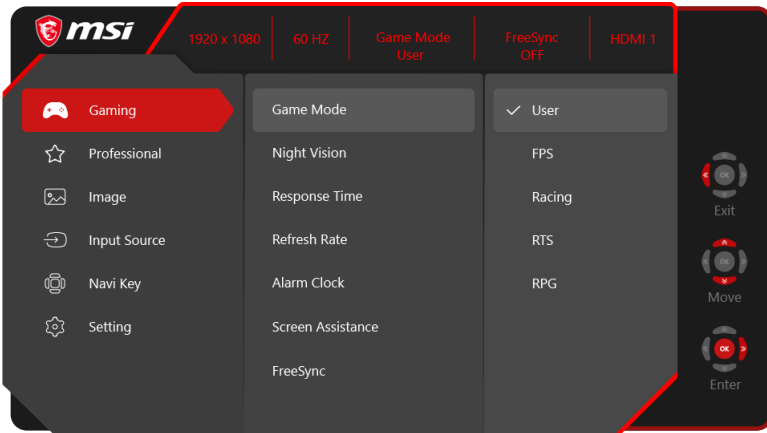 msi
1920 x 1080
60 HZ
Game Mode
User
FreeSync
OFF
HDMI 1
Gaming
Professional
Image
Input Source
Navi Key
Setting
Game Mode
Night Vision
Response Time
Refresh Rate
Alarm Clock
Screen Assistance
FreeSync
User
FPS
Racing
RTS
RPG
OK
Exit
OK
Move
OK
Enter